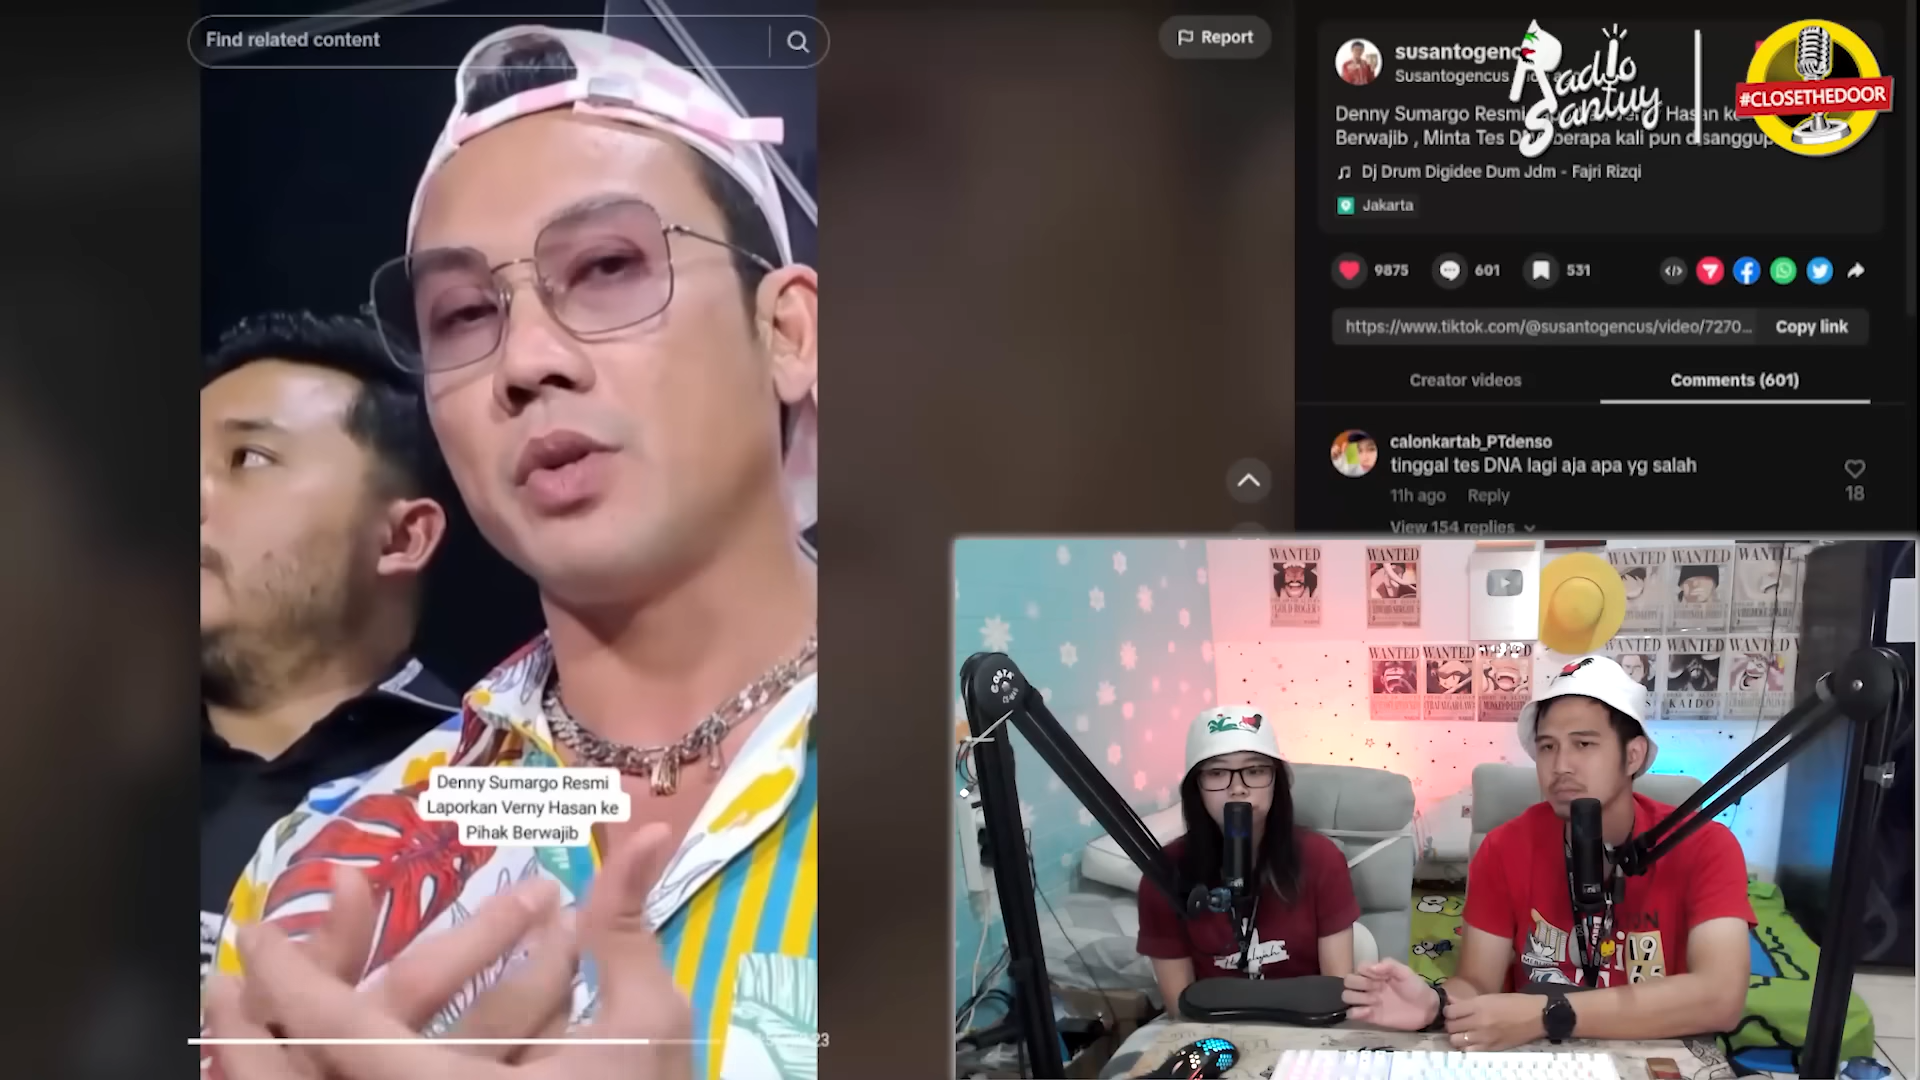 Find related content
Report
susantogenc
Susantogencus
Radio
Santuy
#CLOSETHEDOOR
Denny Sumargo Resmi
Berwajib , Minta Tes
berapa kali pun disanggup
Dj Drum Digidee Dum Jdm - Fajri Rizqi
Jakarta
9875
601
531
https://www.tiktok.com/@susantogencus/video/7270...
Copy link
Creator videos
Comments (601)
calonkartab_PTdenso
tinggal tes DNA lagi aja apa yg salah
11h ago
Reply
18
View 154 replies
Denny Sumargo Resmi
Laporkan Verny Hasan ke
Pihak Berwajib
WANTED
GOLD·ROGER
WANTED
WANTED
WANTED
WANTED
WANTED
WANTED
WANTED
WANTED
WANTED
KAIDO
COSTA